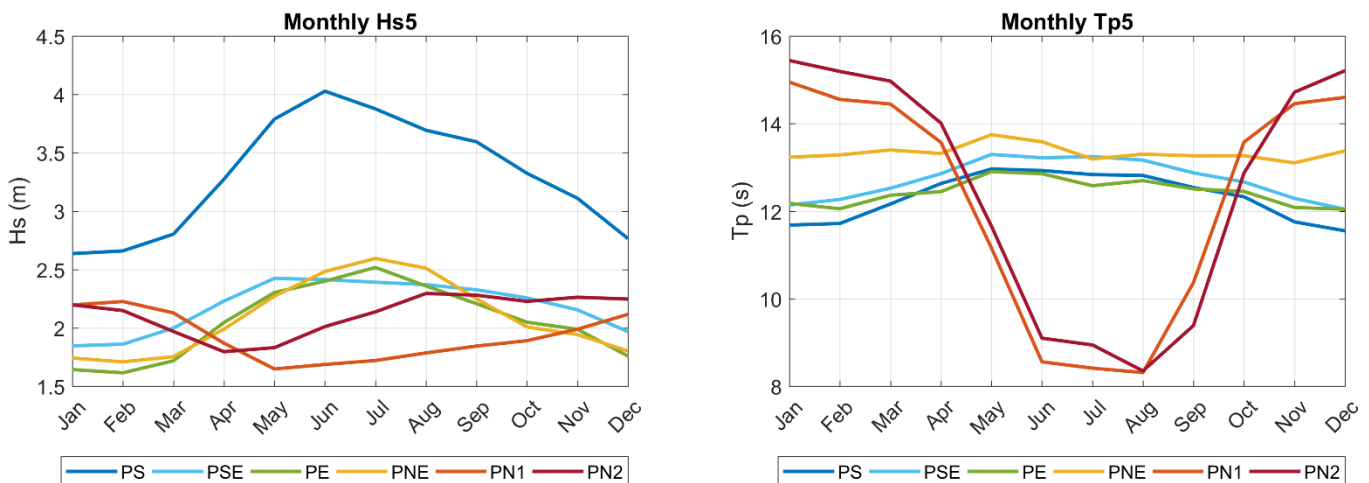 Monthly Hs5
Hs (m)
4.5
4
3.5
3
2.5
2
1.5
Jan Feb Mar Apr May Jun Jul Aug Sep Oct Nov Dec
PS PSE PE PNE PN1 PN2
Monthly Tp5
Tp (s)
16
14
12
10
8
Jan Feb Mar Apr May Jun Jul Aug Sep Oct Nov Dec
PS PSE PE PNE PN1 PN2